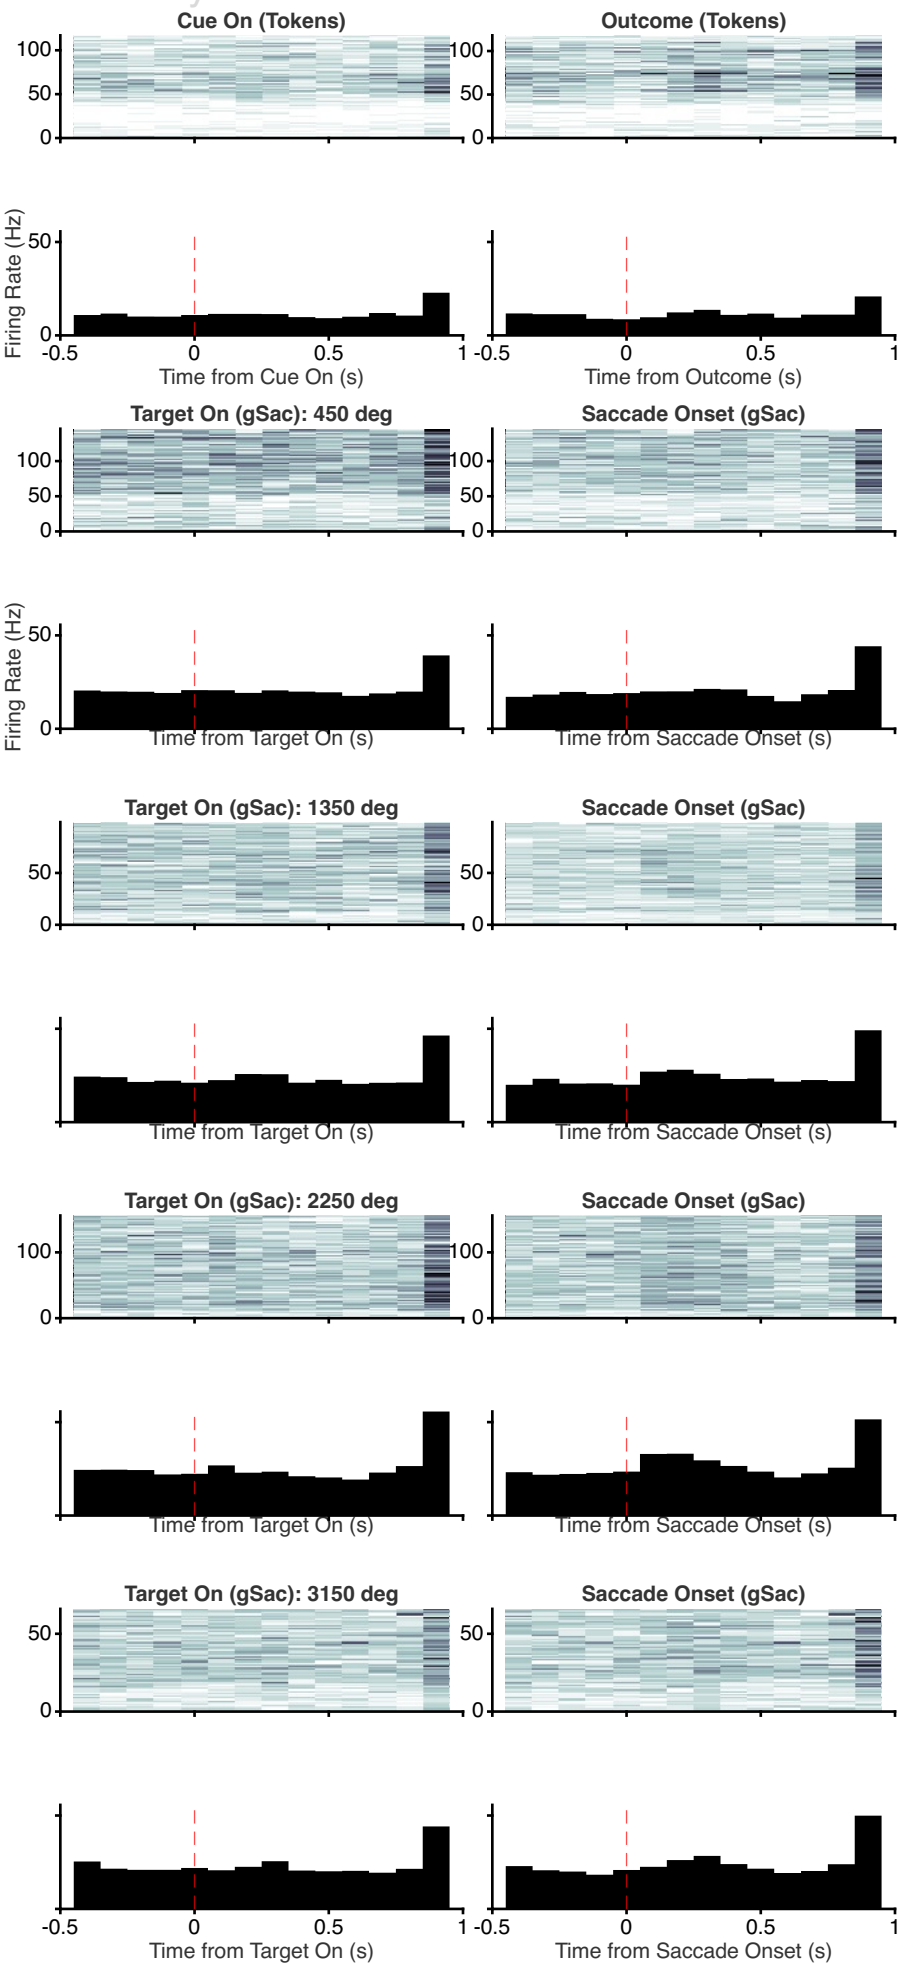 Cue On (Tokens)
Outcome (Tokens)
100
50
0
100
50
0
Firing Rate (Hz)
50
0
-0.5 0 0.5 1
-0.5 0 0.5 1
Time from Cue On (s)
Time from Outcome (s)
Target On (gSac): 450 deg
Saccade Onset (gSac)
100
50
0
100
50
0
Firing Rate (Hz)
50
0
Time from Target On (s)
Time from Saccade Onset (s)
Target On (gSac): 1350 deg
Saccade Onset (gSac)
50
0
50
0
Time from Target On (s)
Time from Saccade Onset (s)
Target On (gSac): 2250 deg
Saccade Onset (gSac)
100
0
100
0
Time from Target On (s)
Time from Saccade Onset (s)
Target On (gSac): 3150 deg
Saccade Onset (gSac)
50
0
50
0
-0.5 0 0.5 1
-0.5 0 0.5 1
Time from Target On (s)
Time from Saccade Onset (s)